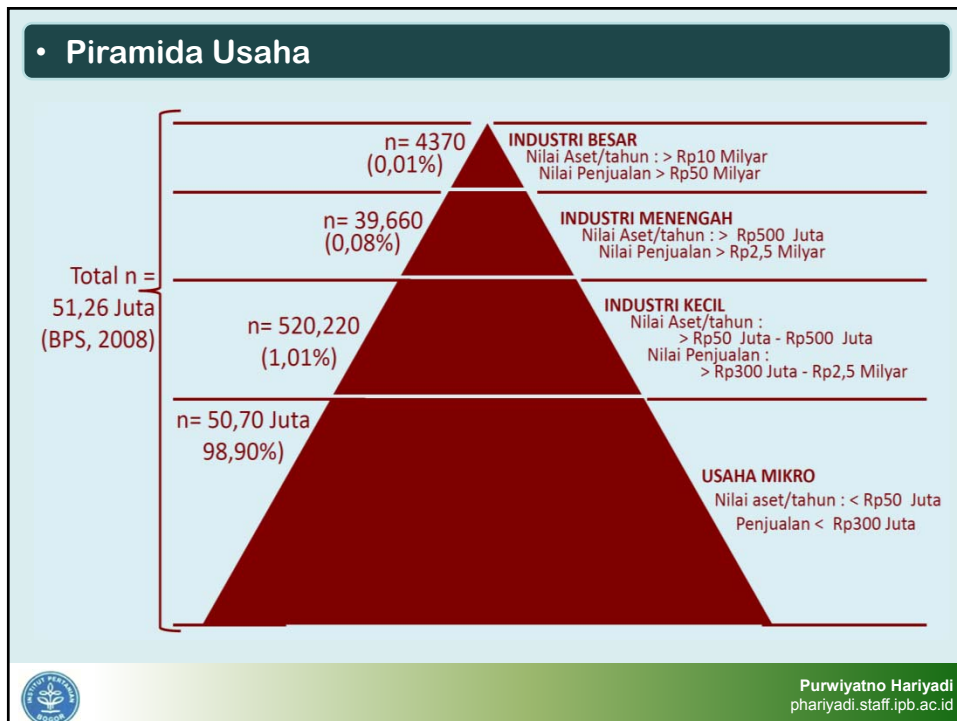 • Piramida Usaha
n= 4370
(0,01%)
INDUSTRI BESAR
Nilai Aset/tahun : > Rp10 Milyar
Nilai Penjualan > Rp50 Milyar
n= 39,660
(0,08%)
INDUSTRI MENENGAH
Nilai Aset/tahun : > Rp500 Juta
Nilai Penjualan > Rp2,5 Milyar
Total n =
51,26 Juta
(BPS, 2008)
n= 520,220
(1,01%)
INDUSTRI KECIL
Nilai Aset/tahun :
> Rp50 Juta - Rp500 Juta
Nilai Penjualan :
> Rp300 Juta - Rp2,5 Milyar
n= 50,70 Juta
98,90%)
USAHA MIKRO
Nilai aset/tahun : < Rp50 Juta
Penjualan < Rp300 Juta
INSTITUT PERTANIAN
BOGOR
Purwiyatno Hariyadi
phariyadi.staff.ipb.ac.id